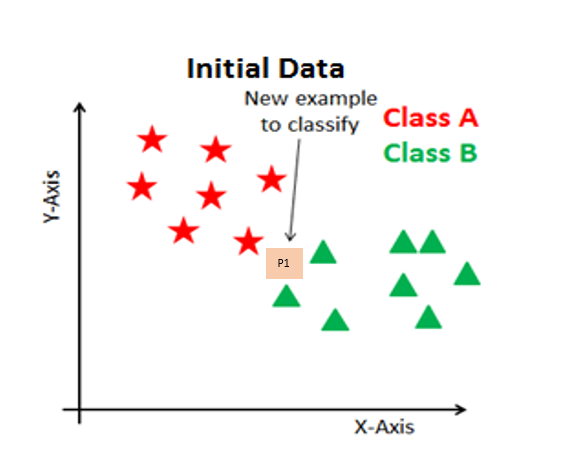 Initial Data
New example
to classify
Class A
Class B
Y-Axis
P1
X-Axis